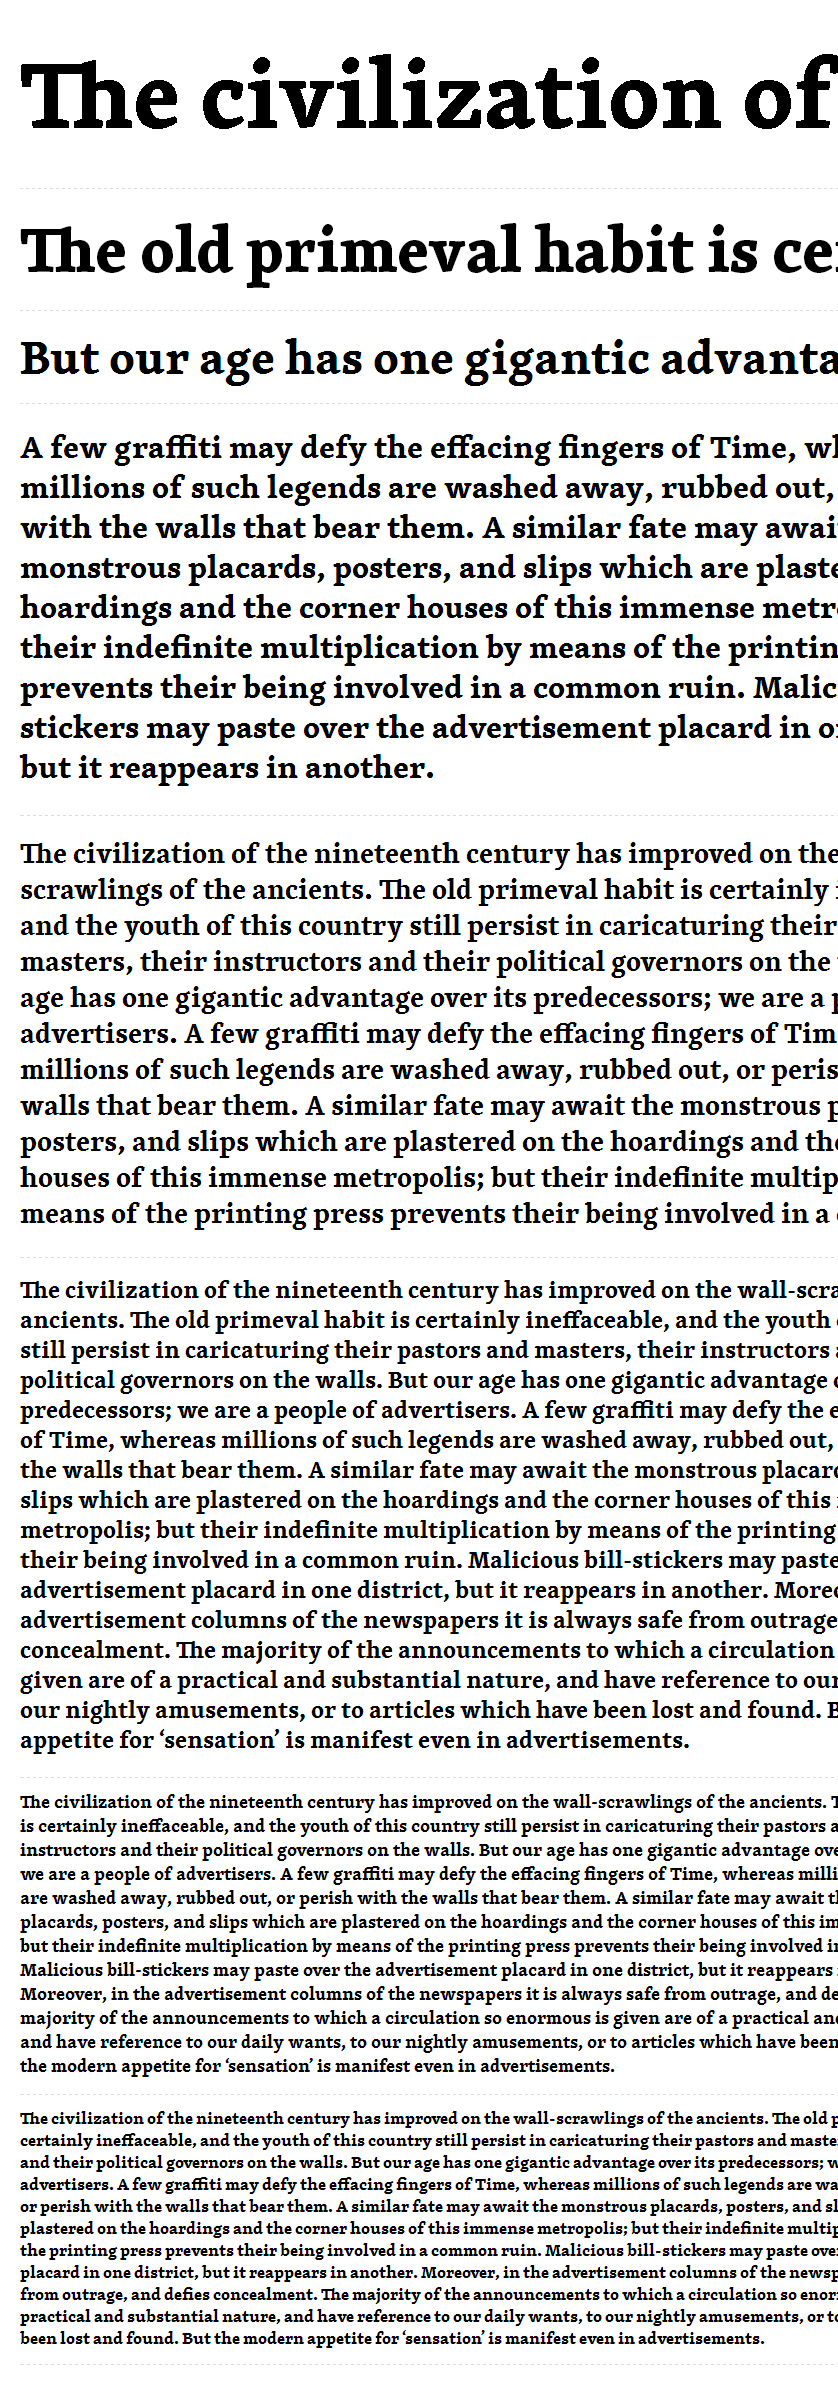 The civilization of
The old primeval habit is cer
But our age has one gigantic advanta
A few graffiti may defy the effacing fingers of Time, wh
millions of such legends are washed away, rubbed out,
with the walls that bear them. A similar fate may await
monstrous placards, posters, and slips which are plaste
hoardings and the corner houses of this immense metro
their indefinite multiplication by means of the printin
prevents their being involved in a common ruin. Malic
stickers may paste over the advertisement placard in o
but it reappears in another.
The civilization of the nineteenth century has improved on the
scrawlings of the ancients. The old primeval habit is certainly i
and the youth of this country still persist in caricaturing their
masters, their instructors and their political governors on the
age has one gigantic advantage over its predecessors; we are a p
advertisers. A few graffiti may defy the effacing fingers of Tim
millions of such legends are washed away, rubbed out, or peris
walls that bear them. A similar fate may await the monstrous p
posters, and slips which are plastered on the hoardings and the
houses of this immense metropolis; but their indefinite multip
means of the printing press prevents their being involved in a c
The civilization of the nineteenth century has improved on the wall-scra
ancients. The old primeval habit is certainly ineffaceable, and the youth o
still persist in caricaturing their pastors and masters, their instructors a
political governors on the walls. But our age has one gigantic advantage o
predecessors; we are a people of advertisers. A few graffiti may defy the e
of Time, whereas millions of such legends are washed away, rubbed out,
the walls that bear them. A similar fate may await the monstrous placard
slips which are plastered on the hoardings and the corner houses of this i
metropolis; but their indefinite multiplication by means of the printing
their being involved in a common ruin. Malicious bill-stickers may paste
advertisement placard in one district, but it reappears in another. Moreo
advertisement columns of the newspapers it is always safe from outrage
concealment. The majority of the announcements to which a circulation
given are of a practical and substantial nature, and have reference to our
our nightly amusements, or to articles which have been lost and found. B
appetite for ‘sensation’ is manifest even in advertisements.
The civilization of the nineteenth century has improved on the wall-scrawlings of the ancients. T
is certainly ineffaceable, and the youth of this country still persist in caricaturing their pastors a
instructors and their political governors on the walls. But our age has one gigantic advantage ove
we are a people of advertisers. A few graffiti may defy the effacing fingers of Time, whereas milli
are washed away, rubbed out, or perish with the walls that bear them. A similar fate may await th
placards, posters, and slips which are plastered on the hoardings and the corner houses of this im
but their indefinite multiplication by means of the printing press prevents their being involved in
Malicious bill-stickers may paste over the advertisement placard in one district, but it reappears i
Moreover, in the advertisement columns of the newspapers it is always safe from outrage, and de
majority of the announcements to which a circulation so enormous is given are of a practical and
and have reference to our daily wants, to our nightly amusements, or to articles which have been
the modern appetite for ‘sensation’ is manifest even in advertisements.
The civilization of the nineteenth century has improved on the wall-scrawlings of the ancients. The old p
certainly ineffaceable, and the youth of this country still persist in caricaturing their pastors and maste
and their political governors on the walls. But our age has one gigantic advantage over its predecessors; w
advertisers. A few graffiti may defy the effacing fingers of Time, whereas millions of such legends are wa
or perish with the walls that bear them. A similar fate may await the monstrous placards, posters, and sl
plastered on the hoardings and the corner houses of this immense metropolis; but their indefinite multip
the printing press prevents their being involved in a common ruin. Malicious bill-stickers may paste over
placard in one district, but it reappears in another. Moreover, in the advertisement columns of the newsp
from outrage, and defies concealment. The majority of the announcements to which a circulation so enor
practical and substantial nature, and have reference to our daily wants, to our nightly amusements, or to
been lost and found. But the modern appetite for ‘sensation’ is manifest even in advertisements.